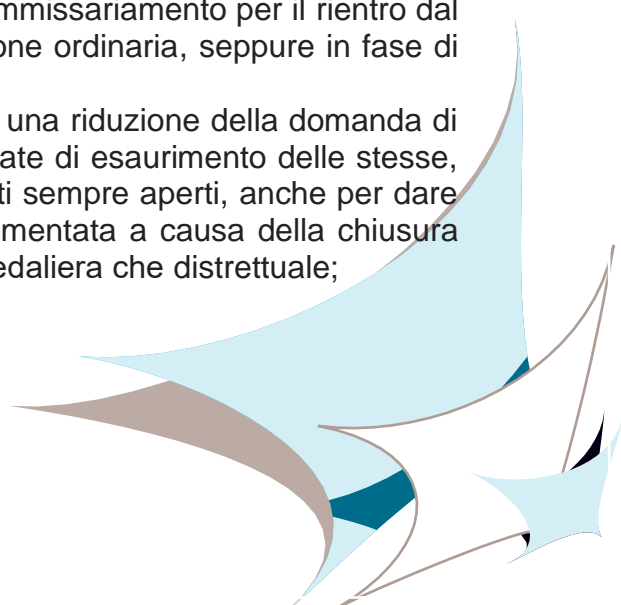 mmissariamento per il rientro dal
one ordinaria, seppure in fase di
una riduzione della domanda di
ate di esaurimento delle stesse,
ti sempre aperti, anche per dare
omentata a causa della chiusura
edaliera che distrettuale;